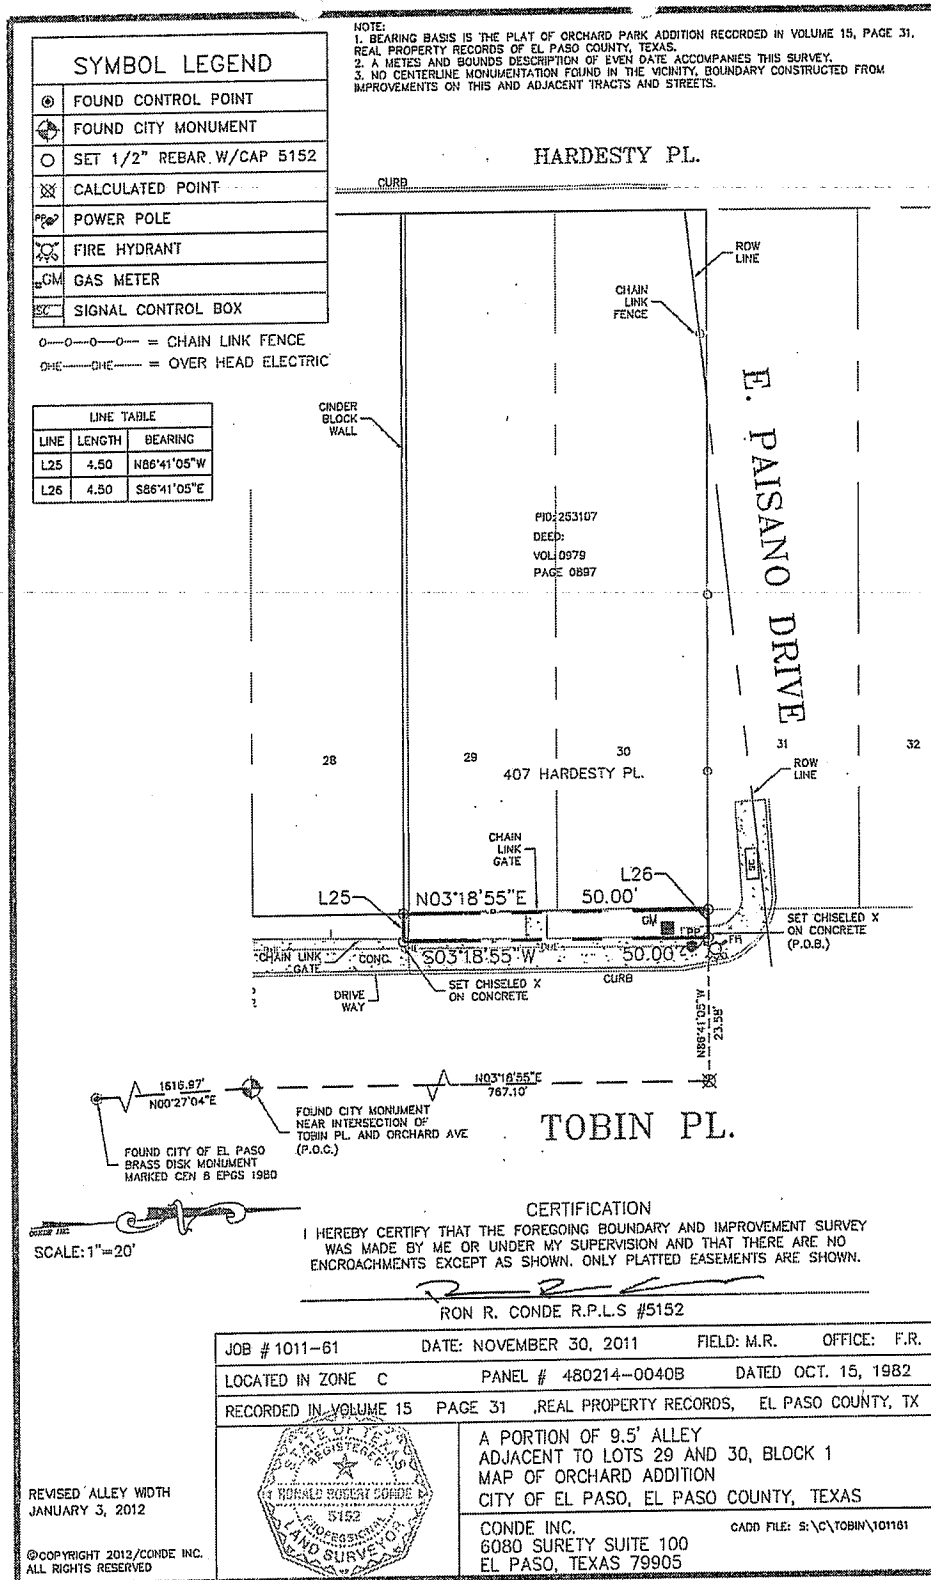 NOTE:
1. BEARING BASIS IS THE PLAT OF ORCHARD PARK ADDITION RECORDED IN VOLUME 15, PAGE 31,
REAL PROPERTY RECORDS OF EL PASO COUNTY, TEXAS.
2. A METES AND BOUNDS DESCRIPTION OF EVEN DATE ACCOMPANIES THIS SURVEY.
3. NO CENTERLINE MONUMENTATION FOUND IN THE VICINITY, BOUNDARY CONSTRUCTED FROM
IMPROVEMENTS ON THIS AND ADJACENT TRACTS AND STREETS.
SYMBOL LEGEND
FOUND CONTROL POINT
FOUND CITY MONUMENT
SET 1/2" REBAR W/CAP 5152
CALCULATED POINT
PP POWER POLE
FIRE HYDRANT
GM GAS METER
SC SIGNAL CONTROL BOX
o—o—o—o— = CHAIN LINK FENCE
OHE——OHE—— = OVER HEAD ELECTRIC
LINE TABLE
LINE LENGTH BEARING
L25 4.50 N86°41'05"W
L26 4.50 S86°41'05"E
HARDESTY PL.
CURB
ROW
LINE
CHAIN
LINK
FENCE
CINDER
BLOCK
WALL
E. PAISANO DRIVE
PID: 253107
DEED:
VOL: 0979
PAGE 0897
28
29
30
31
32
407 HARDESTY PL.
ROW
LINE
CHAIN
LINK
GATE
SC
L25
N03°18'55"E 50.00'
L26
GM
PP
FH
SET CHISELED X
ON CONCRETE
(P.O.B.)
OHE
CHAIN LINK
GATE
CONC.
S03°18'55"W 50.00'
CURB
DRIVE
WAY
SET CHISELED X
ON CONCRETE
N86°41'05"W
23.58'
1616.97'
N00°27'04"E
N03°18'55"E
767.10'
FOUND CITY MONUMENT
NEAR INTERSECTION OF
TOBIN PL. AND ORCHARD AVE
(P.O.C.)
TOBIN PL.
FOUND CITY OF EL PASO
BRASS DISK MONUMENT
MARKED CEN 8 EPGS 1980
CONDE INC
SCALE: 1"=20'
CERTIFICATION
I HEREBY CERTIFY THAT THE FOREGOING BOUNDARY AND IMPROVEMENT SURVEY
WAS MADE BY ME OR UNDER MY SUPERVISION AND THAT THERE ARE NO
ENCROACHMENTS EXCEPT AS SHOWN. ONLY PLATTED EASEMENTS ARE SHOWN.
RON R. CONDE R.P.L.S #5152
JOB # 1011-61 DATE: NOVEMBER 30, 2011 FIELD: M.R. OFFICE: F.R.
LOCATED IN ZONE C PANEL # 480214-0040B DATED OCT. 15, 1982
RECORDED IN VOLUME 15 PAGE 31 ,REAL PROPERTY RECORDS, EL PASO COUNTY, TX
STATE OF TEXAS
REGISTERED
RONALD ROBERT CONDE
5152
PROFESSIONAL
LAND SURVEYOR
A PORTION OF 9.5' ALLEY
ADJACENT TO LOTS 29 AND 30, BLOCK 1
MAP OF ORCHARD ADDITION
CITY OF EL PASO, EL PASO COUNTY, TEXAS
REVISED ALLEY WIDTH
JANUARY 3, 2012
©COPYRIGHT 2012/CONDE INC.
ALL RIGHTS RESERVED
CONDE INC.
6080 SURETY SUITE 100
EL PASO, TEXAS 79905
CADD FILE: S:\C\TOBIN\101161